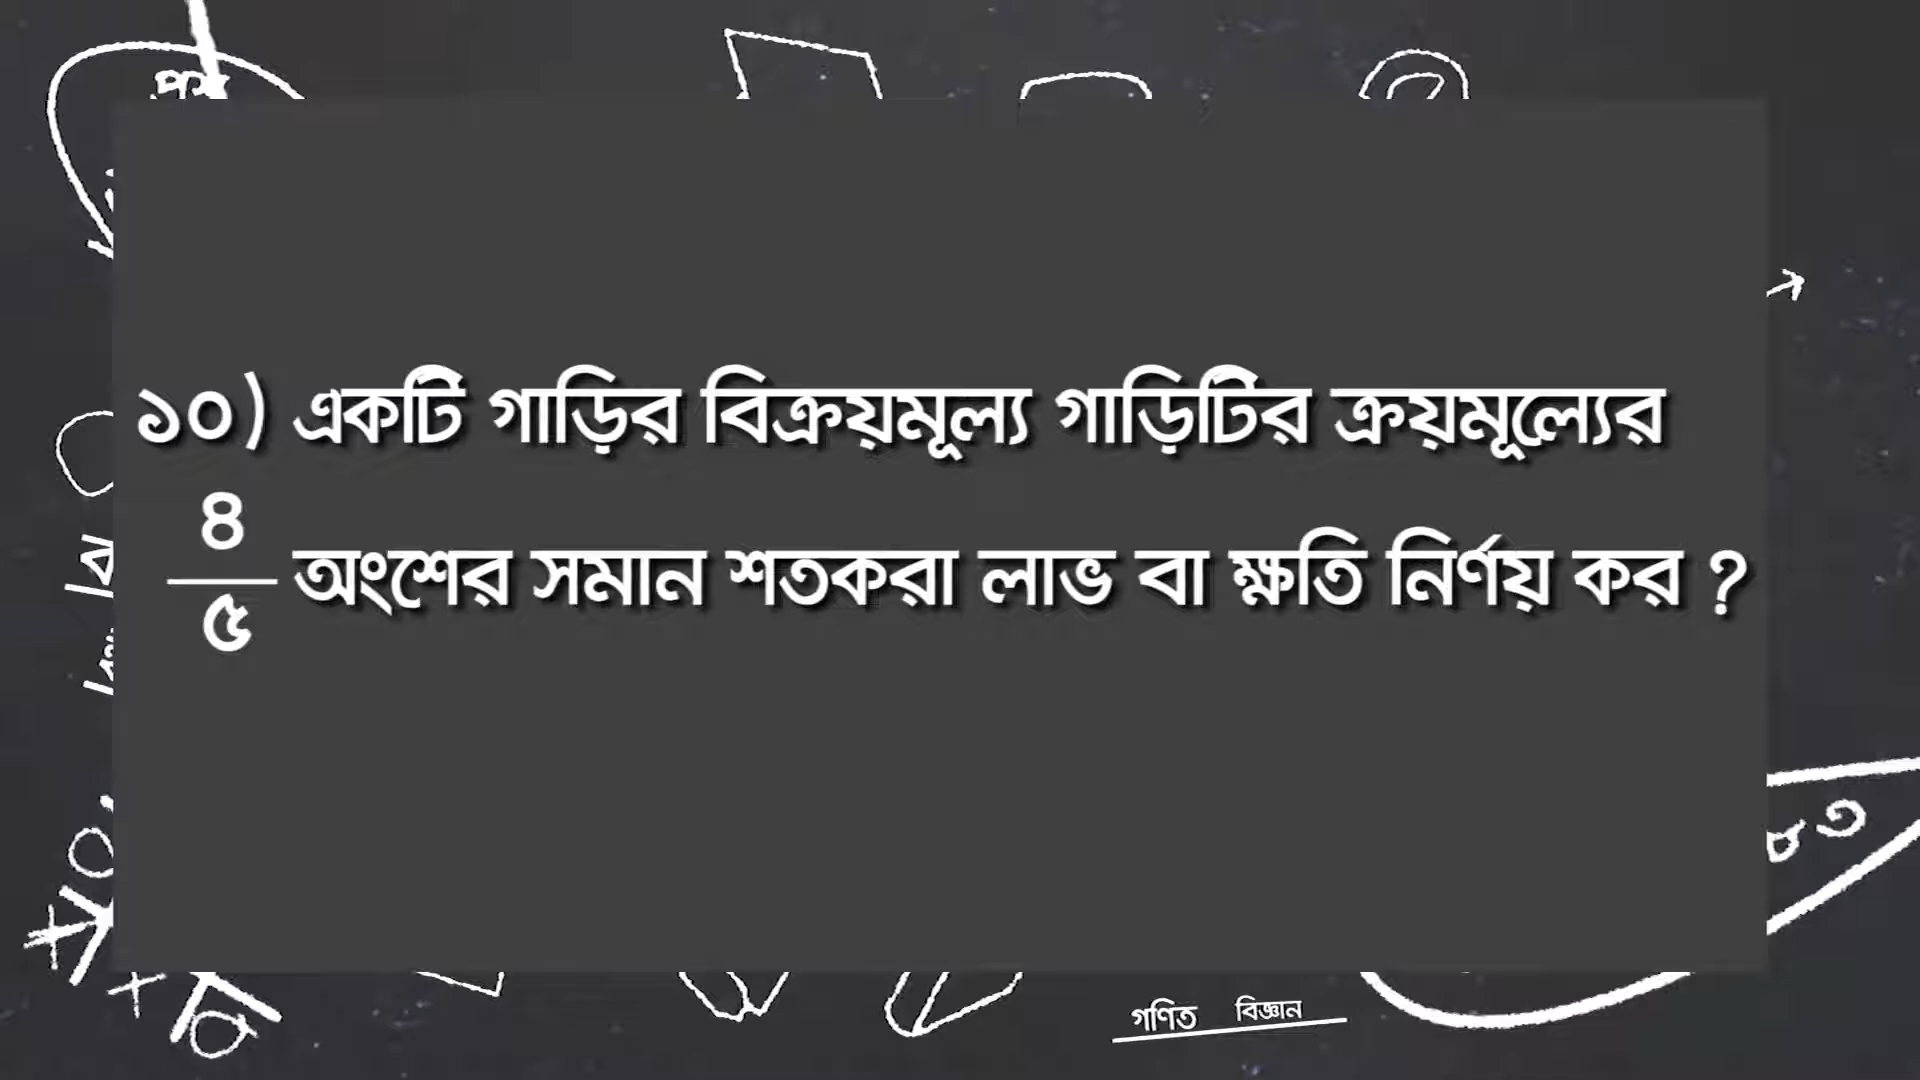 ১০) একটি গাড়ির বিক্রয়মূল্য গাড়িটির ক্রয়মূল্যের
৪
৫
অংশের সমান শতকরা লাভ বা ক্ষতি নির্ণয় কর ?
গণিত বিজ্ঞান